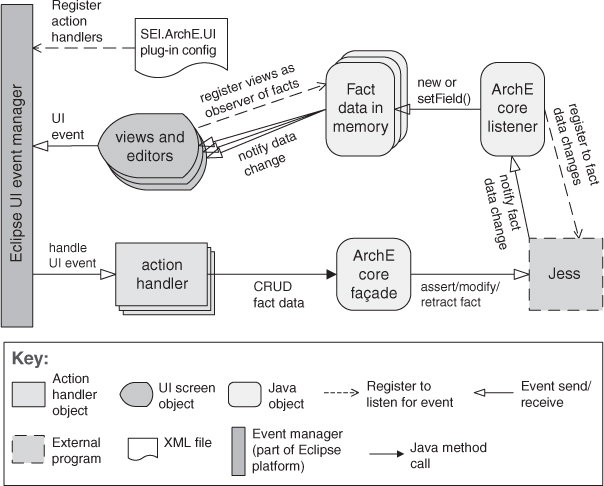 Register
action
handlers
SEI.ArchE.UI
plug-in config
Eclipse UI event manager
UI
event
views and
editors
register views as
observer of facts
notify data
change
Fact
data in
memory
new or
setField()
ArchE
core
listener
register to fact
data changes
notify fact
data change
handle
UI event
action
handler
CRUD
fact data
ArchE
core
façade
assert/modify/
retract fact
Jess
Key:
Action
handler
object
UI screen
object
Java
object
Register to
listen for event
Event send/
receive
External
program
XML file
Event manager
(part of Eclipse
platform)
Java method
call